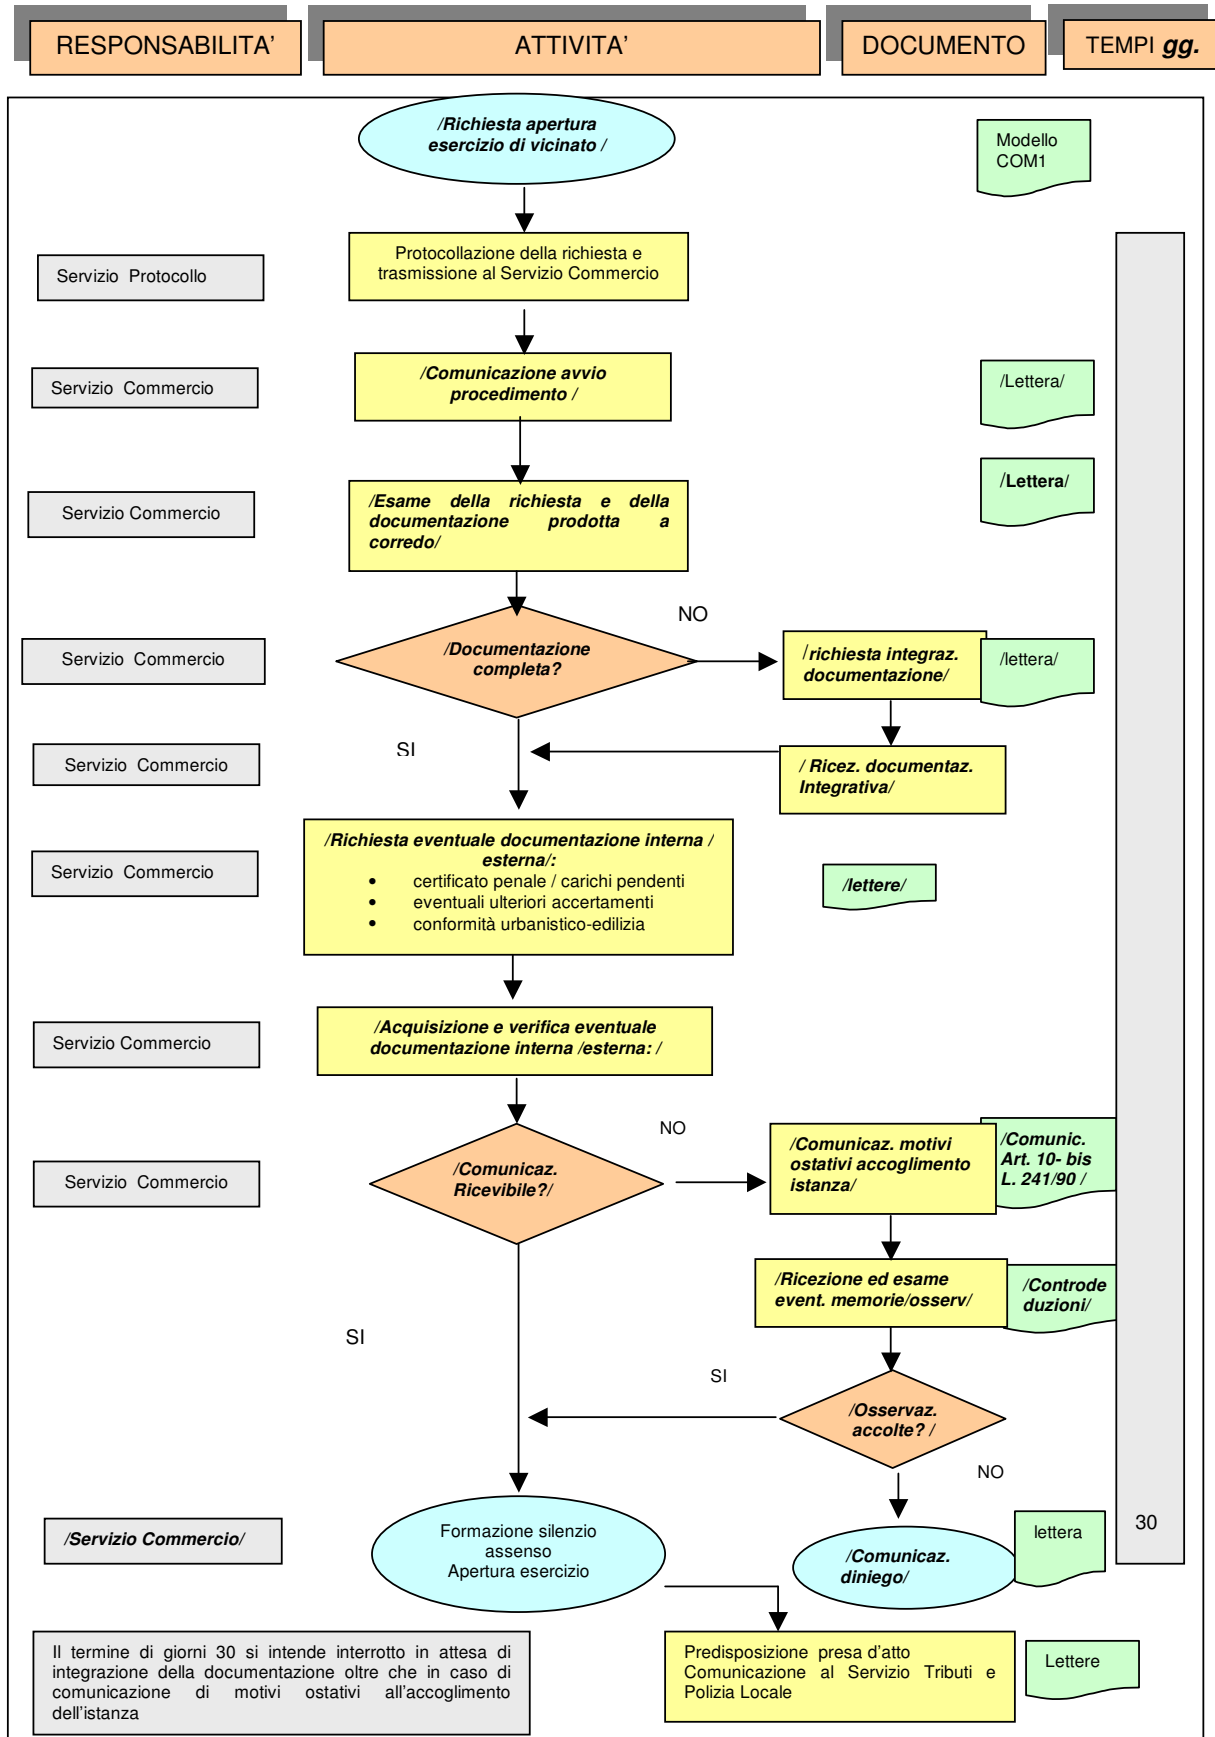 RESPONSABILITA’
ATTIVITA’
DOCUMENTO
TEMPI gg.
/Richiesta apertura
esercizio di vicinato /
Modello
COM1
Servizio Protocollo
Protocollazione della richiesta e
trasmissione al Servizio Commercio
Servizio Commercio
/Comunicazione avvio
procedimento /
/Lettera/
Servizio Commercio
/Esame della richiesta e della
documentazione prodotta a
corredo/
/Lettera/
NO
Servizio Commercio
/Documentazione
completa?
/richiesta integraz.
documentazione/
/lettera/
SI
Servizio Commercio
/ Ricez. documentaz.
Integrativa/
Servizio Commercio
/Richiesta eventuale documentazione interna /
esterna/:
• certificato penale / carichi pendenti
• eventuali ulteriori accertamenti
• conformità urbanistico-edilizia
/lettere/
Servizio Commercio
/Acquisizione e verifica eventuale
documentazione interna /esterna: /
NO
Servizio Commercio
/Comunicaz.
Ricevibile?/
/Comunicaz. motivi
ostativi accoglimento
istanza/
/Comunic.
Art. 10- bis
L. 241/90 /
/Ricezione ed esame
event. memorie/osserv/
/Controde
duzioni/
SI
SI
/Osservaz.
accolte? /
NO
/Servizio Commercio/
Formazione silenzio
assenso
Apertura esercizio
/Comunicaz.
diniego/
lettera
30
Il termine di giorni 30 si intende interrotto in attesa di
integrazione della documentazione oltre che in caso di
comunicazione di motivi ostativi all’accoglimento
dell’istanza
Predisposizione presa d’atto
Comunicazione al Servizio Tributi e
Polizia Locale
Lettere